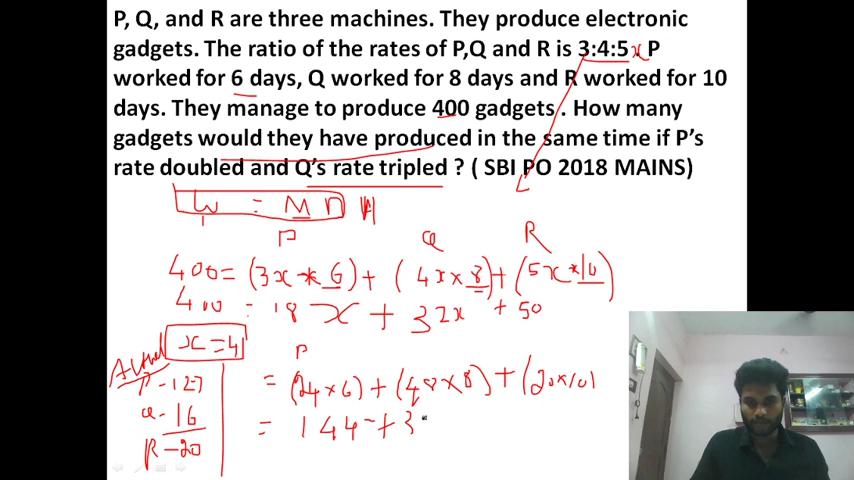 P, Q, and R are three machines. They produce electronic
gadgets. The ratio of the rates of P,Q and R is 3:4:5x P
worked for 6 days, Q worked for 8 days and R worked for 10
days. They manage to produce 400 gadgets . How many
gadgets would they have produced in the same time if P's
rate doubled and Q's rate tripled ? ( SBI PO 2018 MAINS)
W = M n H
P Q R
400 = (3x * 6) + (4x × 8) + (5x * 10)
400 = 18x + 32x + 50
x = 4
P
= (24 × 6) + (48 × 8) + (20×10)
= 144 + 3
P - 12
Q - 16
R - 20